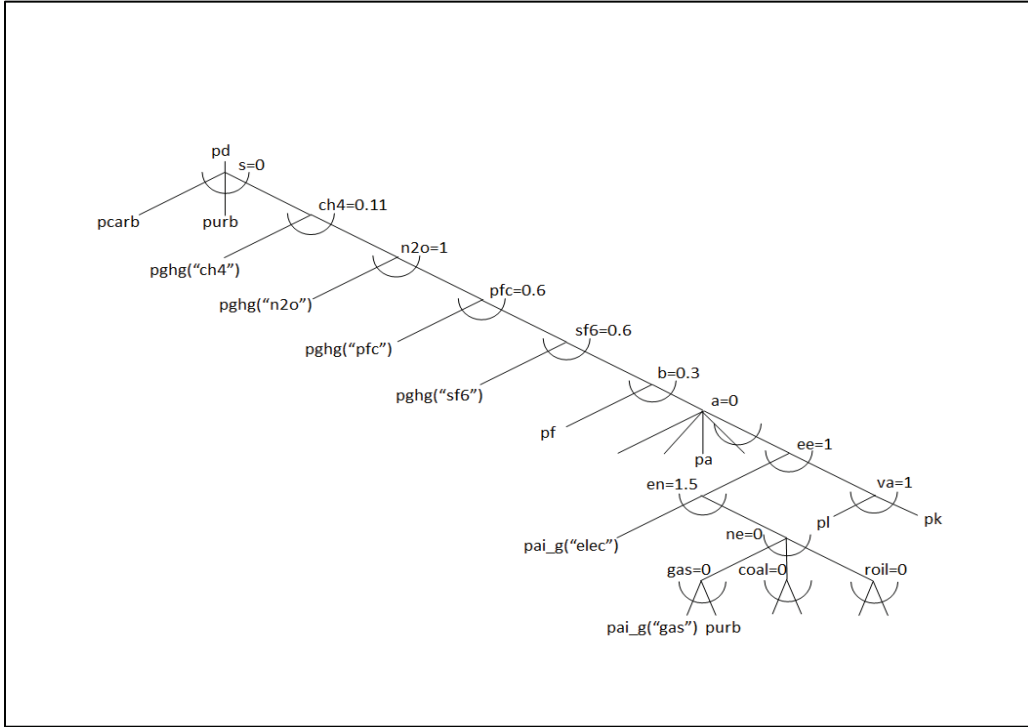 pd
s=0
pcarb
purb
ch4=0.11
pghg(“ch4”)
n2o=1
pghg(“n2o”)
pfc=0.6
pghg(“pfc”)
sf6=0.6
pghg(“sf6”)
b=0.3
pf
a=0
pa
ee=1
en=1.5
va=1
pl
pk
pai_g(“elec”)
ne=0
gas=0
coal=0
roil=0
pai_g(“gas”)
purb